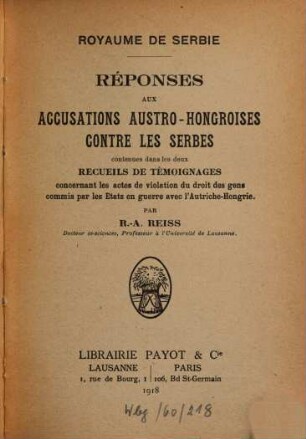 ROYAUME DE SERBIE
RÉPONSES
AUX
ACCUSATIONS AUSTRO-HONGROISES
CONTRE LES SERBES
contenues dans les deux
RECUEILS DE TÉMOIGNAGES
concernant les actes de violation du droit des gens
commis par les Etats en guerre avec l'Autriche-Hongrie.
PAR
R.-A. REISS
Docteur ès-sciences, Professeur à l'Université de Lausanne.
LIBRAIRIE PAYOT & Cie
LAUSANNE PARIS
1, rue de Bourg, 1 106, Bd St-Germain
1918
Wbg/60/218